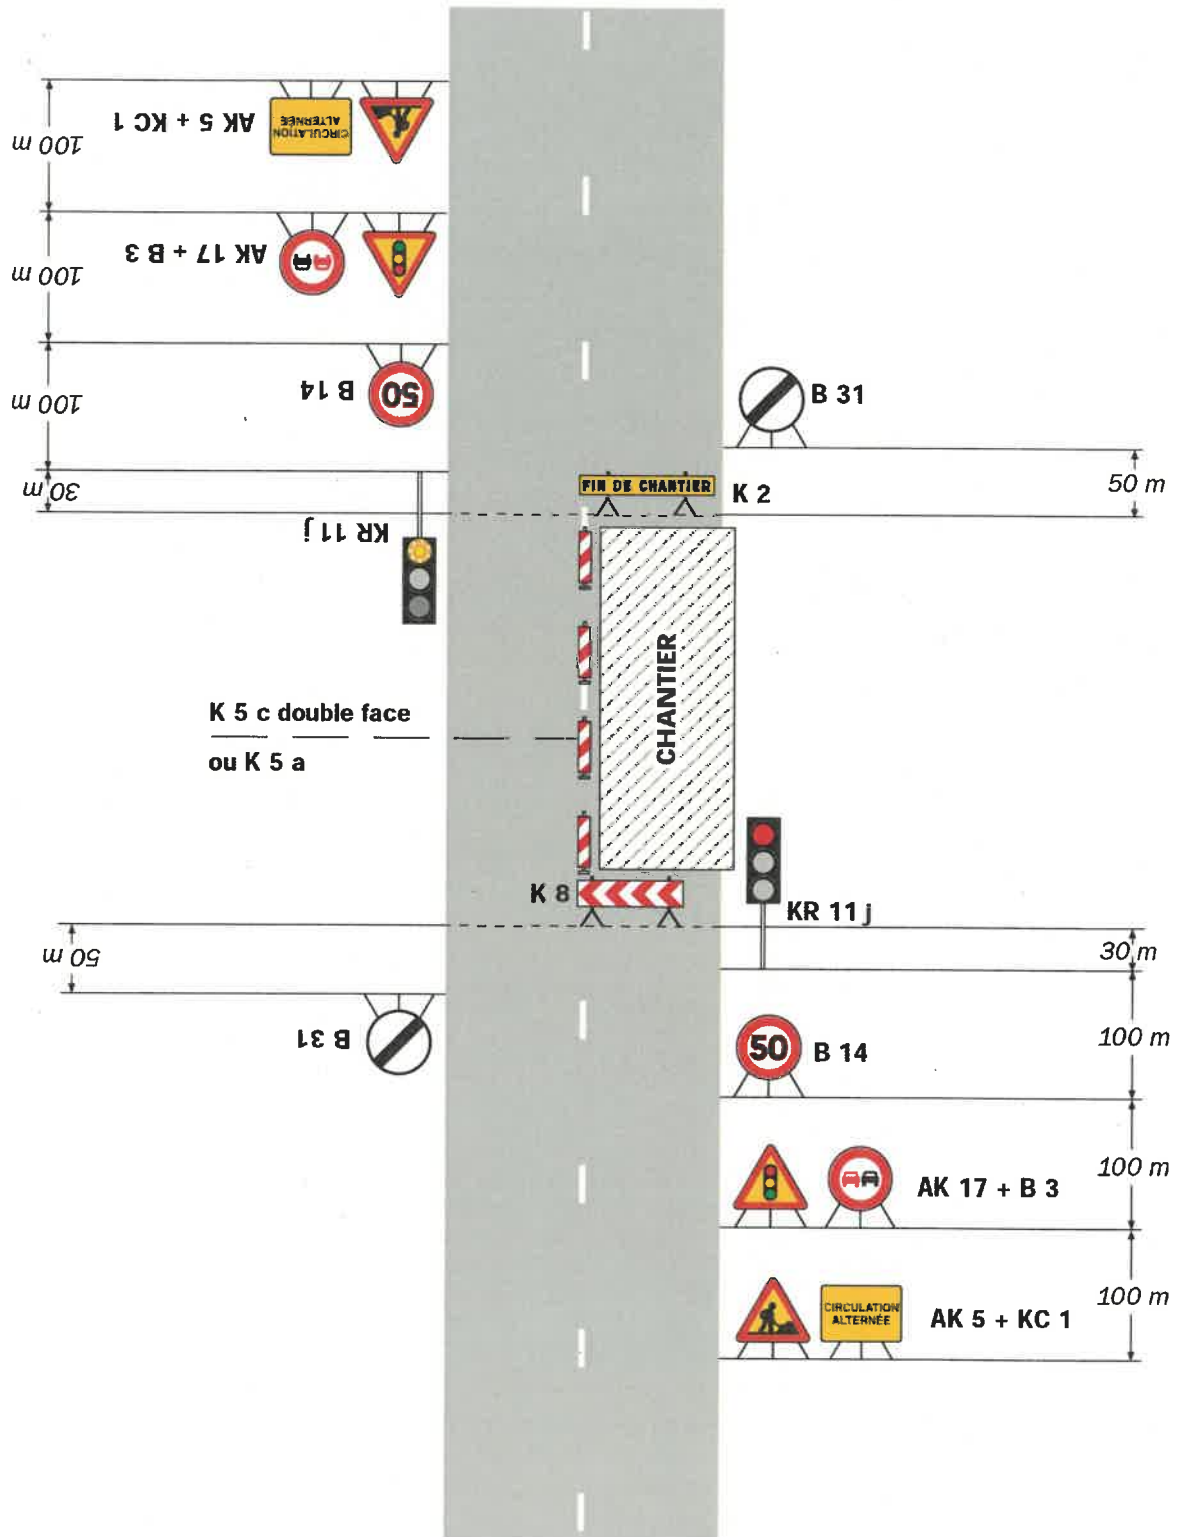 AK 5 + KC 1
CIRCULATION
ALTERNÉE
100 m
AK 17 + B 3
100 m
B 14
50
100 m
B 31
30 m
KR 11 j
FIN DE CHANTIER
K 2
50 m
K 5 c double face
ou K 5 a
CHANTIER
K 8
KR 11 j
50 m
30 m
B 31
50
B 14
100 m
AK 17 + B 3
100 m
CIRCULATION
ALTERNÉE
AK 5 + KC 1
100 m